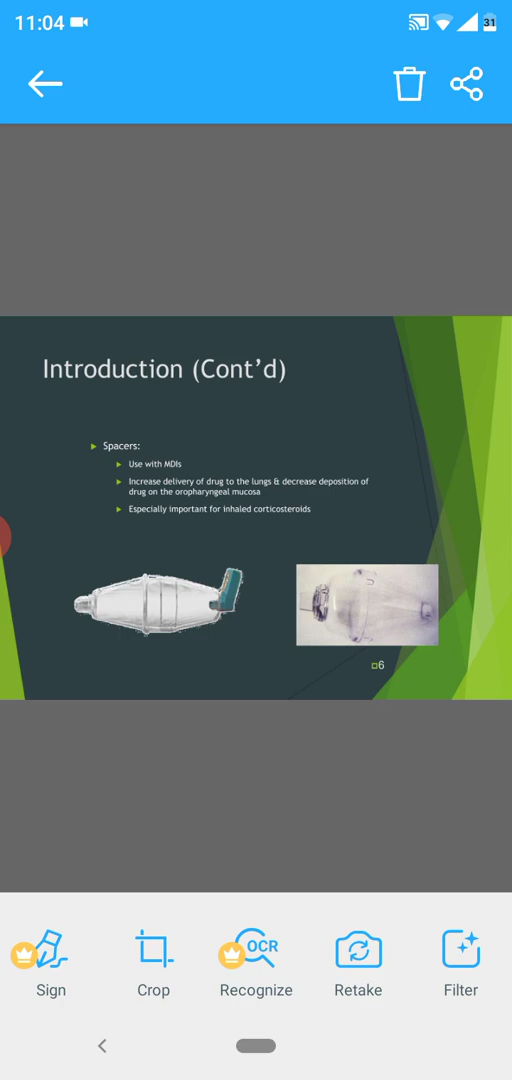 11:04
31
Introduction (Cont'd)
Spacers:
Use with MDIs
Increase delivery of drug to the lungs & decrease deposition of
drug on the oropharyngeal mucosa
Especially important for inhaled corticosteroids
6
OCR
Sign
Crop
Recognize
Retake
Filter